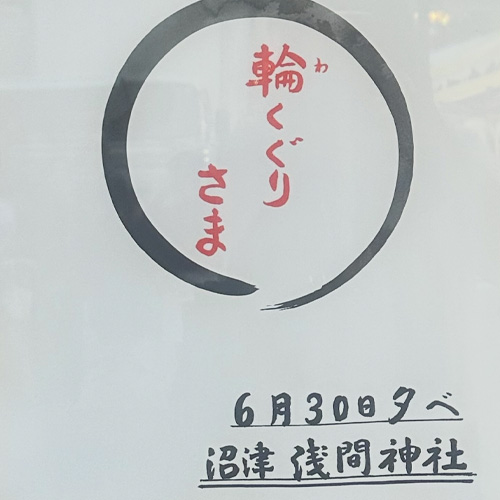 輪くぐり
わ
さま
6月30日夕べ
沼津 浅間神社